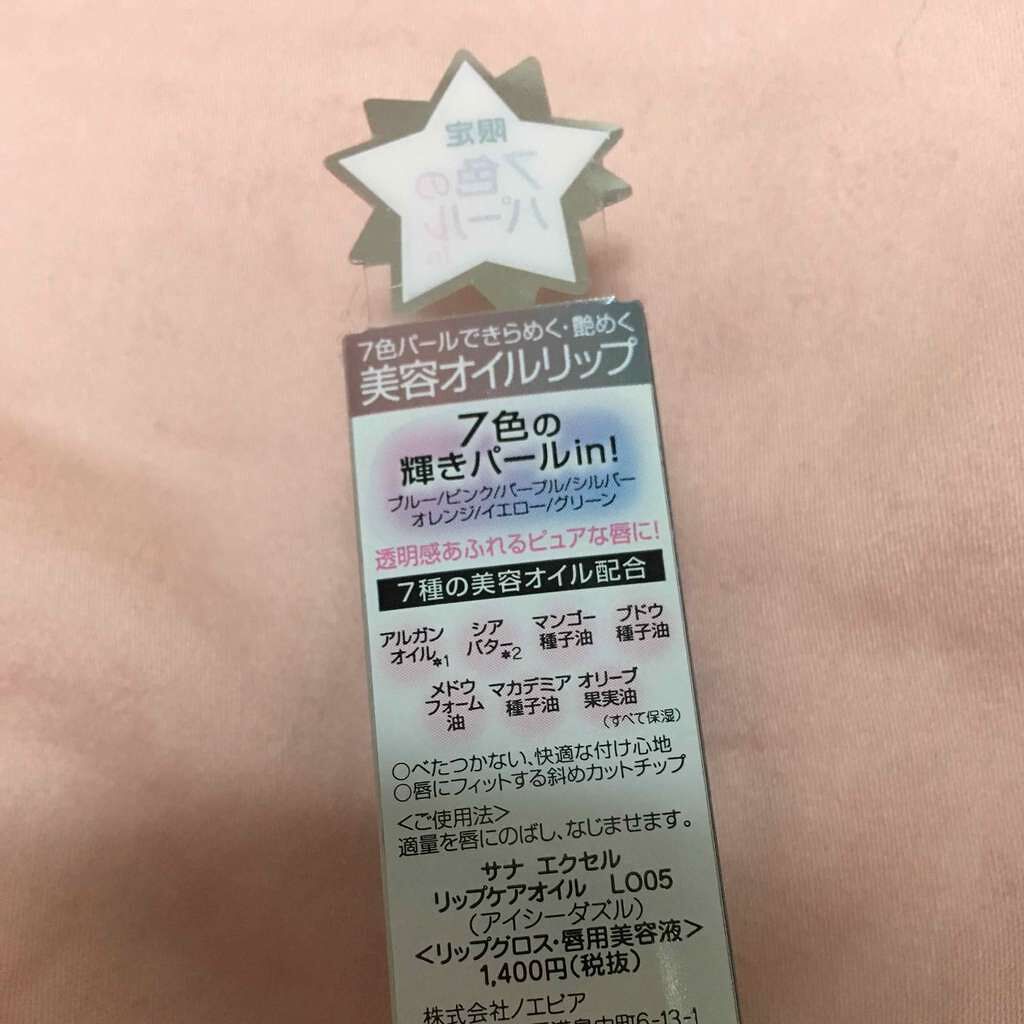 限定
7色の
パール
in
7色パールできらめく・艶めく
美容オイルリップ
7色の
輝きパールin!
ブルー/ピンク/パープル/シルバー
オレンジ/イエロー/グリーン
透明感あふれるピュアな唇に!
7種の美容オイル配合
アルガン
オイル*1
シア
バター*2
マンゴー
種子油
ブドウ
種子油
メドウ
フォーム
油
マカデミア
種子油
オリーブ
果実油
(すべて保湿)
○べたつかない、快適な付け心地
○唇にフィットする斜めカットチップ
<ご使用法>
適量を唇にのばし、なじませます。
サナ エクセル
リップケアオイル LO05
(アイシーダズル)
<リップグロス・唇用美容液>
1,400円(税抜)
株式会社ノエビア
中町6-13-1